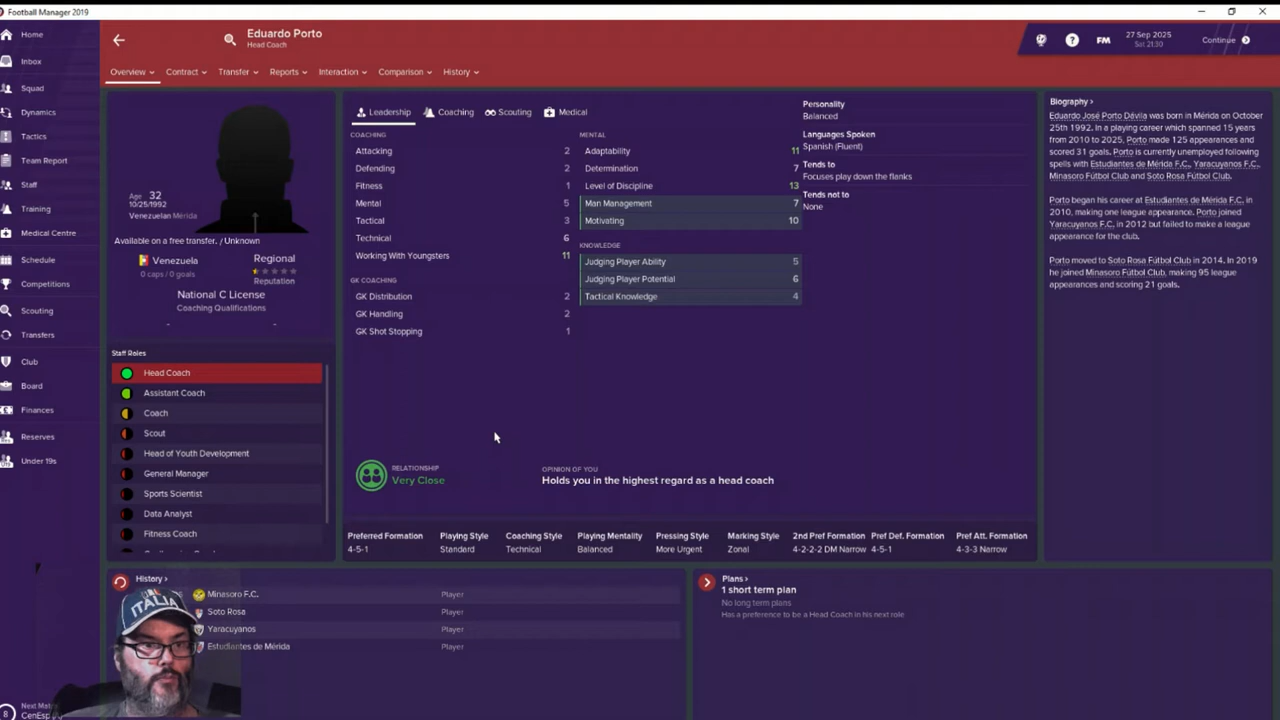 Football Manager 2019
Home
Inbox
Squad
Dynamics
Tactics
Team Report
Staff
Training
Medical Centre
Schedule
Competitions
Scouting
Transfers
Club
Board
Finances
Reserves
Under 19s
Next Mat
CenEsp
8
Eduardo Porto
Head Coach
27 Sep 2025
Sat 21:30
?
FM
Continue
Overview
Contract
Transfer
Reports
Interaction
Comparison
History
Age 32
10/25/1992
Venezuelan Mérida
Available on a free transfer. / Unknown
Venezuela
0 caps / 0 goals
Regional
Reputation
National C License
Coaching Qualifications
- -
Staff Roles
Head Coach
Assistant Coach
Coach
Scout
Head of Youth Development
General Manager
Sports Scientist
Data Analyst
Fitness Coach
Leadership
Coaching
Scouting
Medical
COACHING
Attacking 2
Defending 2
Fitness 1
Mental 5
Tactical 3
Technical 6
Working With Youngsters 11
GK COACHING
GK Distribution 2
GK Handling 2
GK Shot Stopping 1
MENTAL
Adaptability 11
Determination 7
Level of Discipline 13
Man Management 7
Motivating 10
KNOWLEDGE
Judging Player Ability 5
Judging Player Potential 6
Tactical Knowledge 4
Personality
Balanced
Languages Spoken
Spanish (Fluent)
Tends to
Focuses play down the flanks
Tends not to
None
RELATIONSHIP
Very Close
OPINION OF YOU
Holds you in the highest regard as a head coach
Preferred Formation
4-5-1
Playing Style
Standard
Coaching Style
Technical
Playing Mentality
Balanced
Pressing Style
More Urgent
Marking Style
Zonal
2nd Pref Formation
4-2-2-2 DM Narrow
Pref Def. Formation
4-5-1
Pref Att. Formation
4-3-3 Narrow
Biography >
Eduardo José Porto Dávila was born in Mérida on October
25th 1992. In a playing career which spanned 15 years
from 2010 to 2025, Porto made 125 appearances and
scored 31 goals. Porto is currently unemployed following
spells with Estudiantes de Mérida F.C., Yaracuyanos F.C.,
Minasoro Fútbol Club and Soto Rosa Fútbol Club.
Porto began his career at Estudiantes de Mérida F.C. in
2010, making one league appearance. Porto joined
Yaracuyanos F.C. in 2012 but failed to make a league
appearance for the club.
Porto moved to Soto Rosa Fútbol Club in 2014. In 2019
he joined Minasoro Fútbol Club, making 95 league
appearances and scoring 21 goals.
History >
Minasoro F.C. Player
Soto Rosa Player
Yaracuyanos Player
Estudiantes de Mérida Player
ITALIA
Plans >
1 short term plan
No long term plans
Has a preference to be a Head Coach in his next role